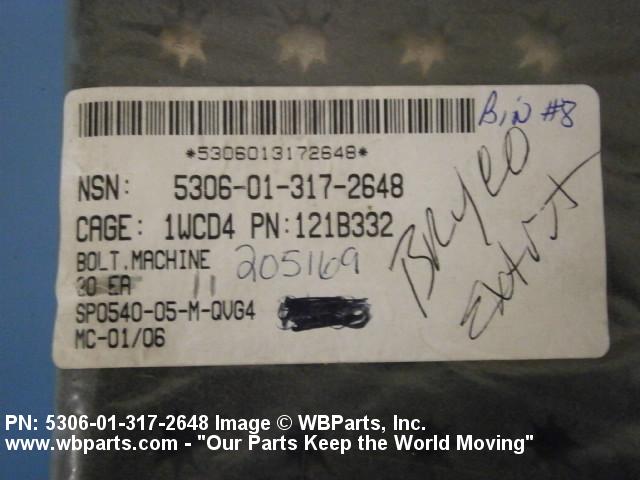 Bin #8
*5306013172648*
NSN: 5306-01-317-2648
CAGE: 1WCD4 PN:121B332
BOLT.MACHINE 205169
20 EA 11
SP0540-05-M-QVG4
MC-01/06
PN: 5306-01-317-2648 Image © WBParts, Inc.
www.wbparts.com - "Our Parts Keep the World Moving"